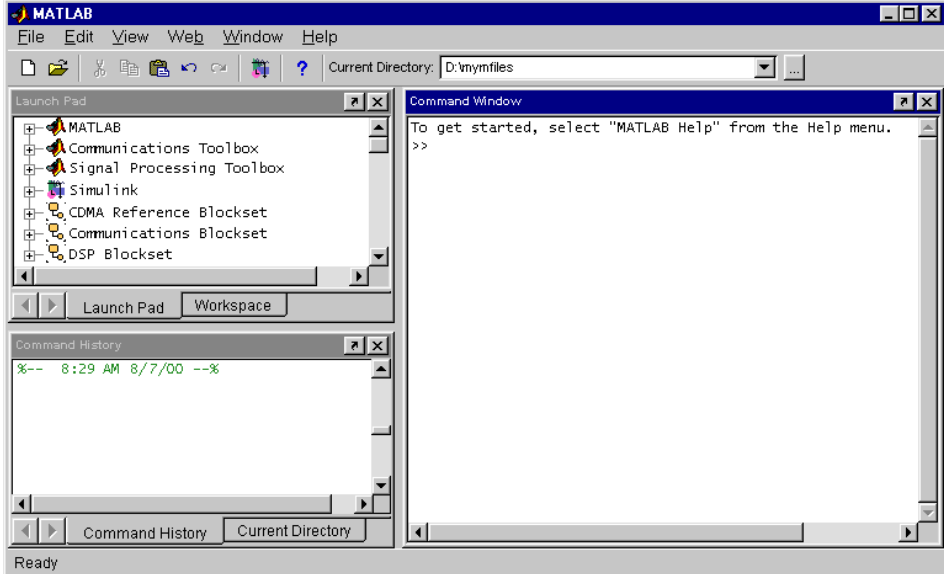 MATLAB
File Edit View Web Window Help
? Current Directory: D:\mymfiles ...
Launch Pad
MATLAB
Communications Toolbox
Signal Processing Toolbox
Simulink
CDMA Reference Blockset
Communications Blockset
DSP Blockset
Launch Pad Workspace
Command History
%-- 8:29 AM 8/7/00 --%
Command History Current Directory
Command Window
To get started, select "MATLAB Help" from the Help menu.
>>
Ready